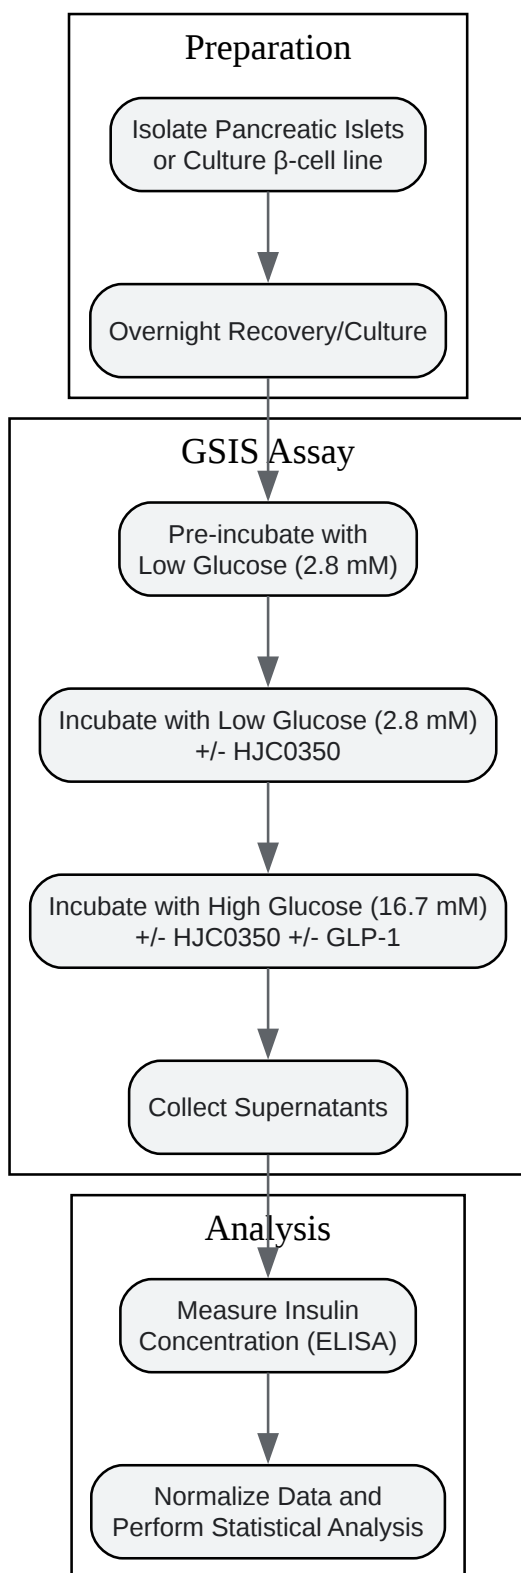 Preparation
Isolate Pancreatic Islets
or Culture β-cell line
Overnight Recovery/Culture
GSIS Assay
Pre-incubate with
Low Glucose (2.8 mM)
Incubate with Low Glucose (2.8 mM)
+/- HJC0350
Incubate with High Glucose (16.7 mM)
+/- HJC0350 +/- GLP-1
Collect Supernatants
Analysis
Measure Insulin
Concentration (ELISA)
Normalize Data and
Perform Statistical Analysis